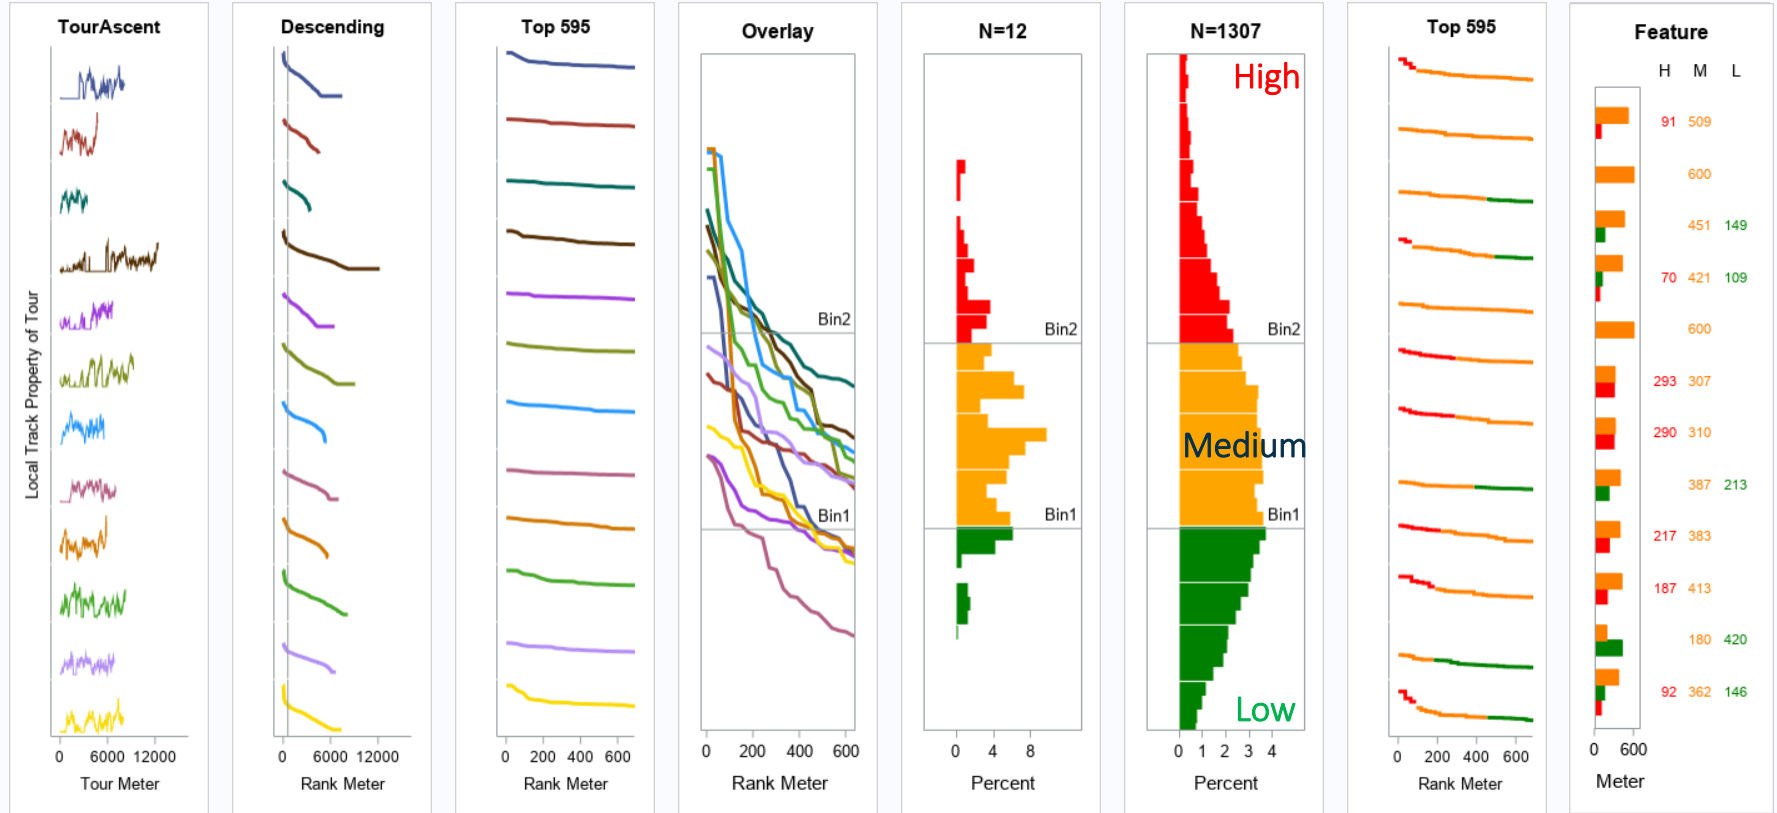 TourAscent
Descending
Top 595
Overlay
N=12
N=1307
Top 595
Feature
H M L
High
Medium
Low
Bin2
Bin1
Bin2
Bin1
Bin2
Bin1
91 509
600
451 149
70 421 109
600
293 307
290 310
387 213
217 383
187 413
180 420
92 362 146
Local Track Property of Tour
0 6000 12000
Tour Meter
0 6000 12000
Rank Meter
0 200 400 600
Rank Meter
0 200 400 600
Rank Meter
0 4 8
Percent
0 1 2 3 4
Percent
0 200 400 600
Rank Meter
0 600
Meter